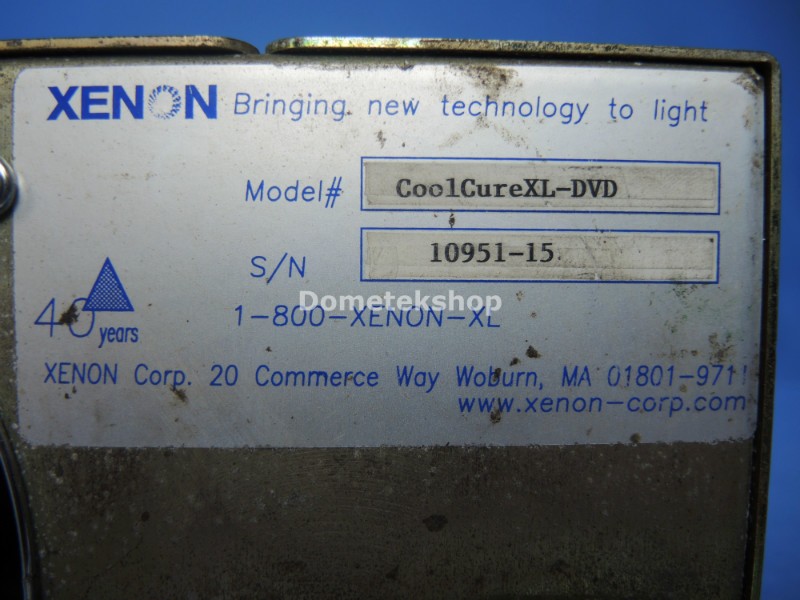 XENON Bringing new technology to light
Model# CoolCureXL-DVD
S/N 10951-15
Dometekshop
40 years
1-800-XENON-XL
XENON Corp. 20 Commerce Way Woburn, MA 01801-9711
www.xenon-corp.com